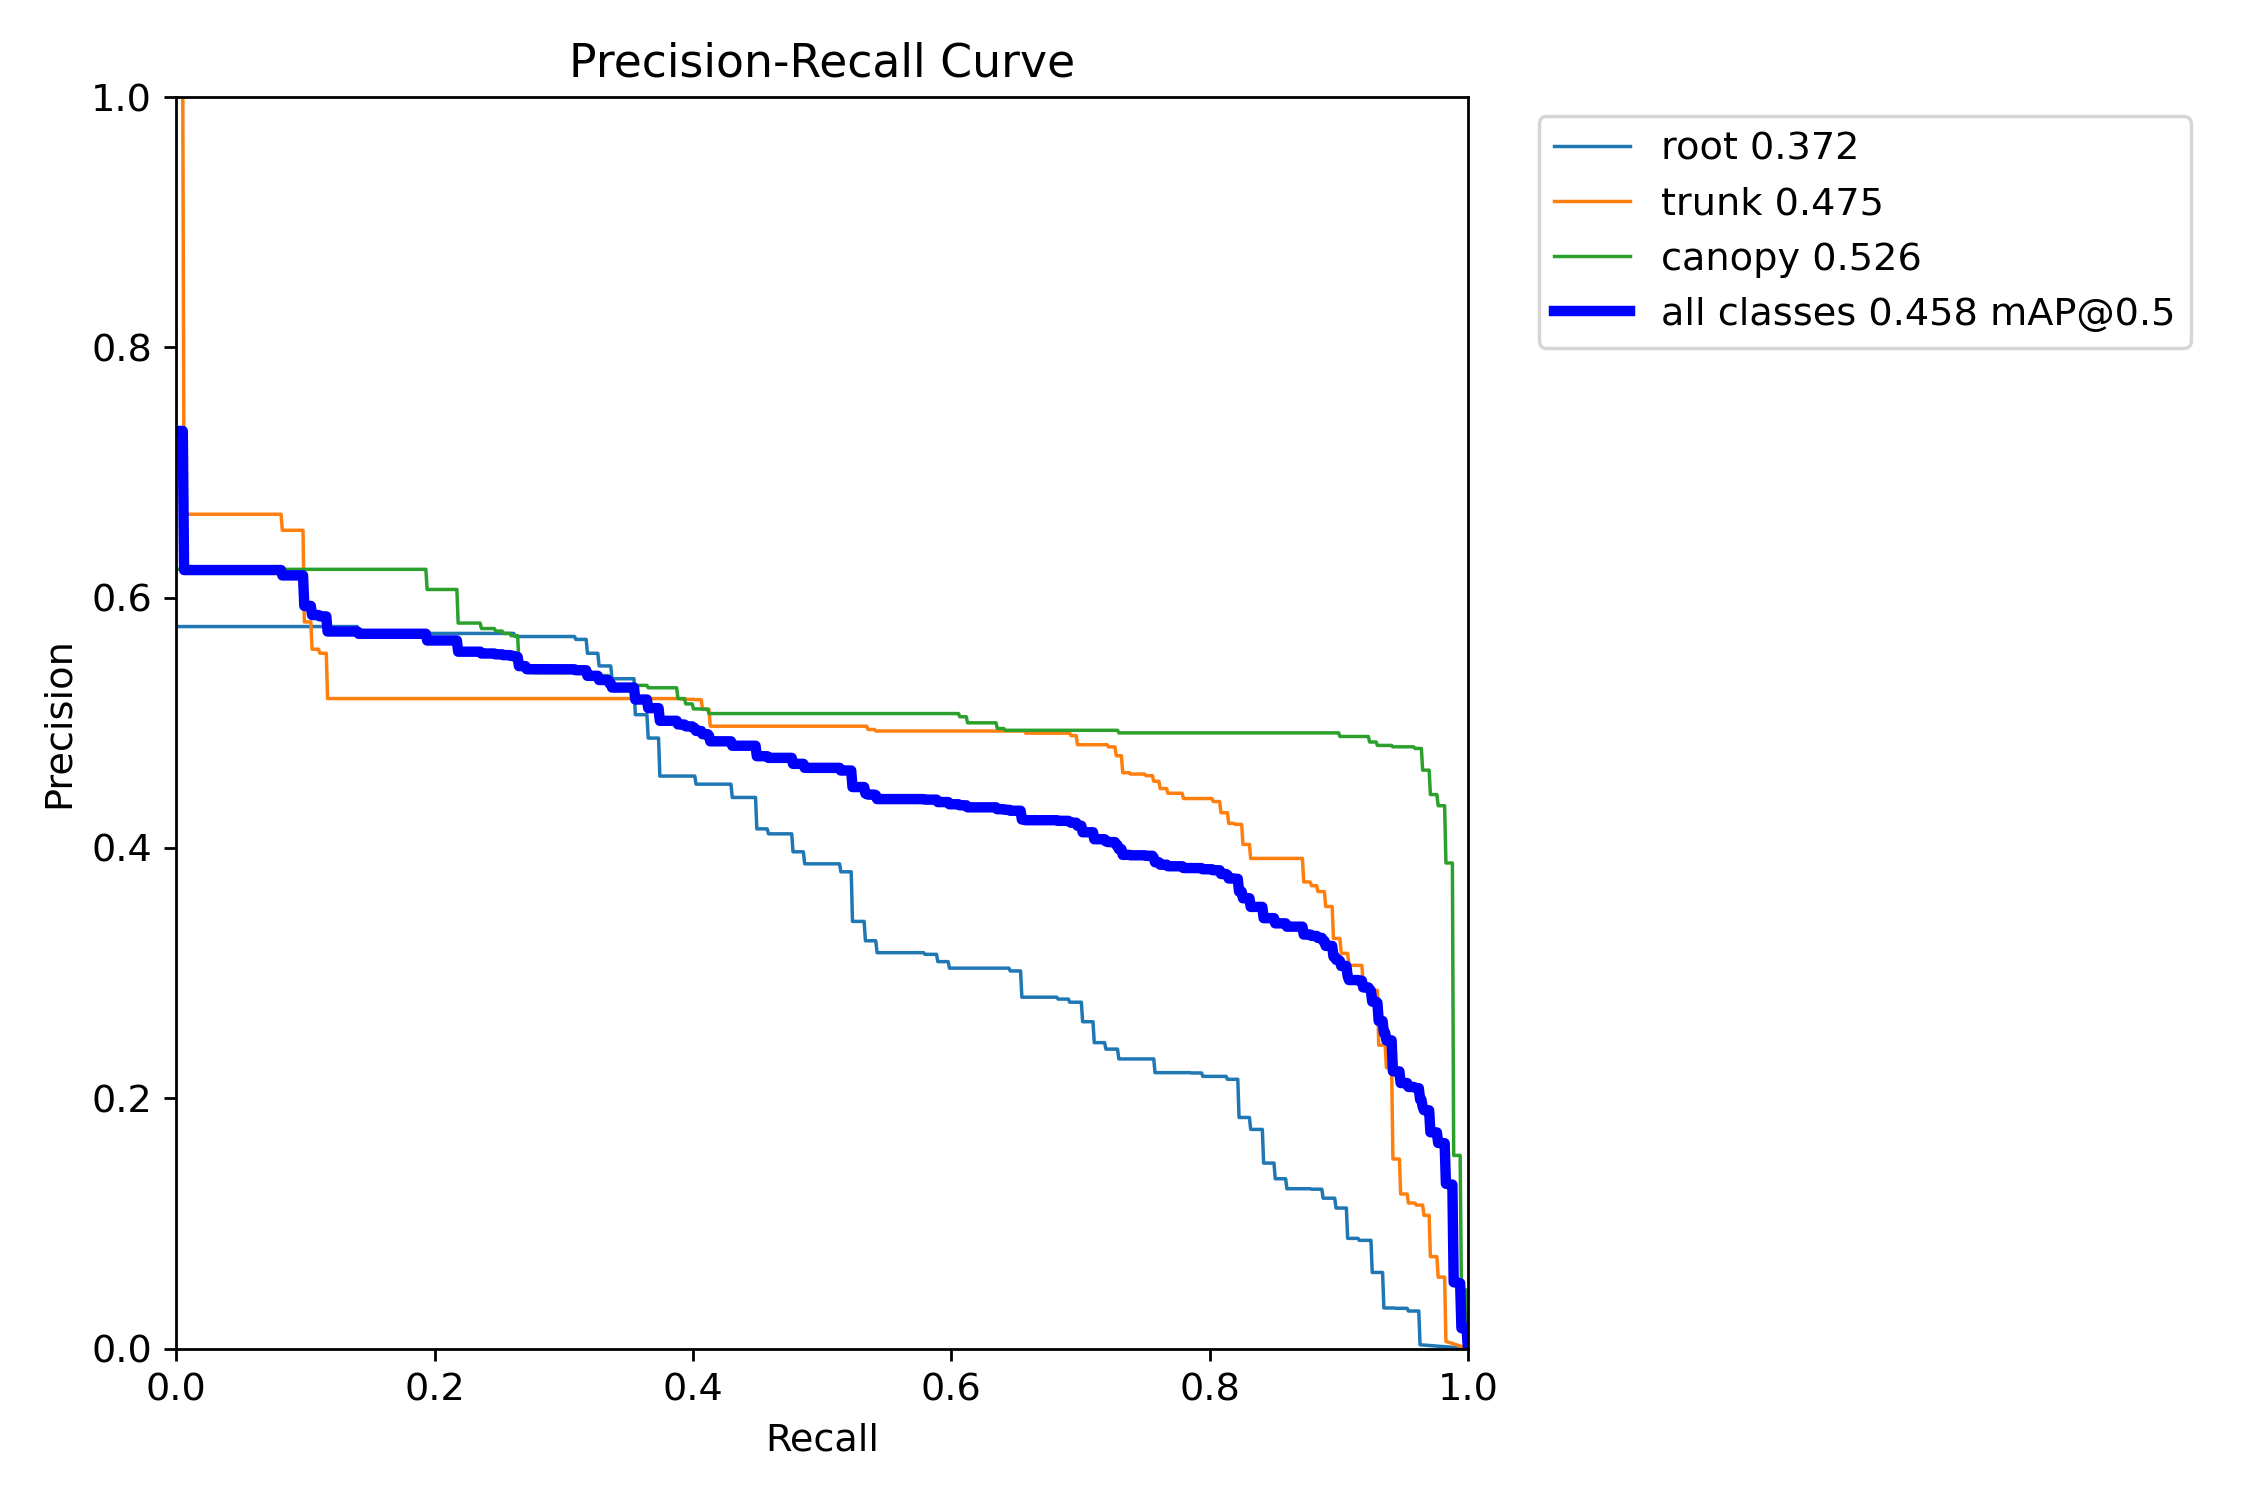 Precision-Recall Curve
1.0
0.8
0.6
0.4
0.2
0.0
Precision
0.0 0.2 0.4 0.6 0.8 1.0
Recall
root 0.372
trunk 0.475
canopy 0.526
all classes 0.458 mAP@0.5